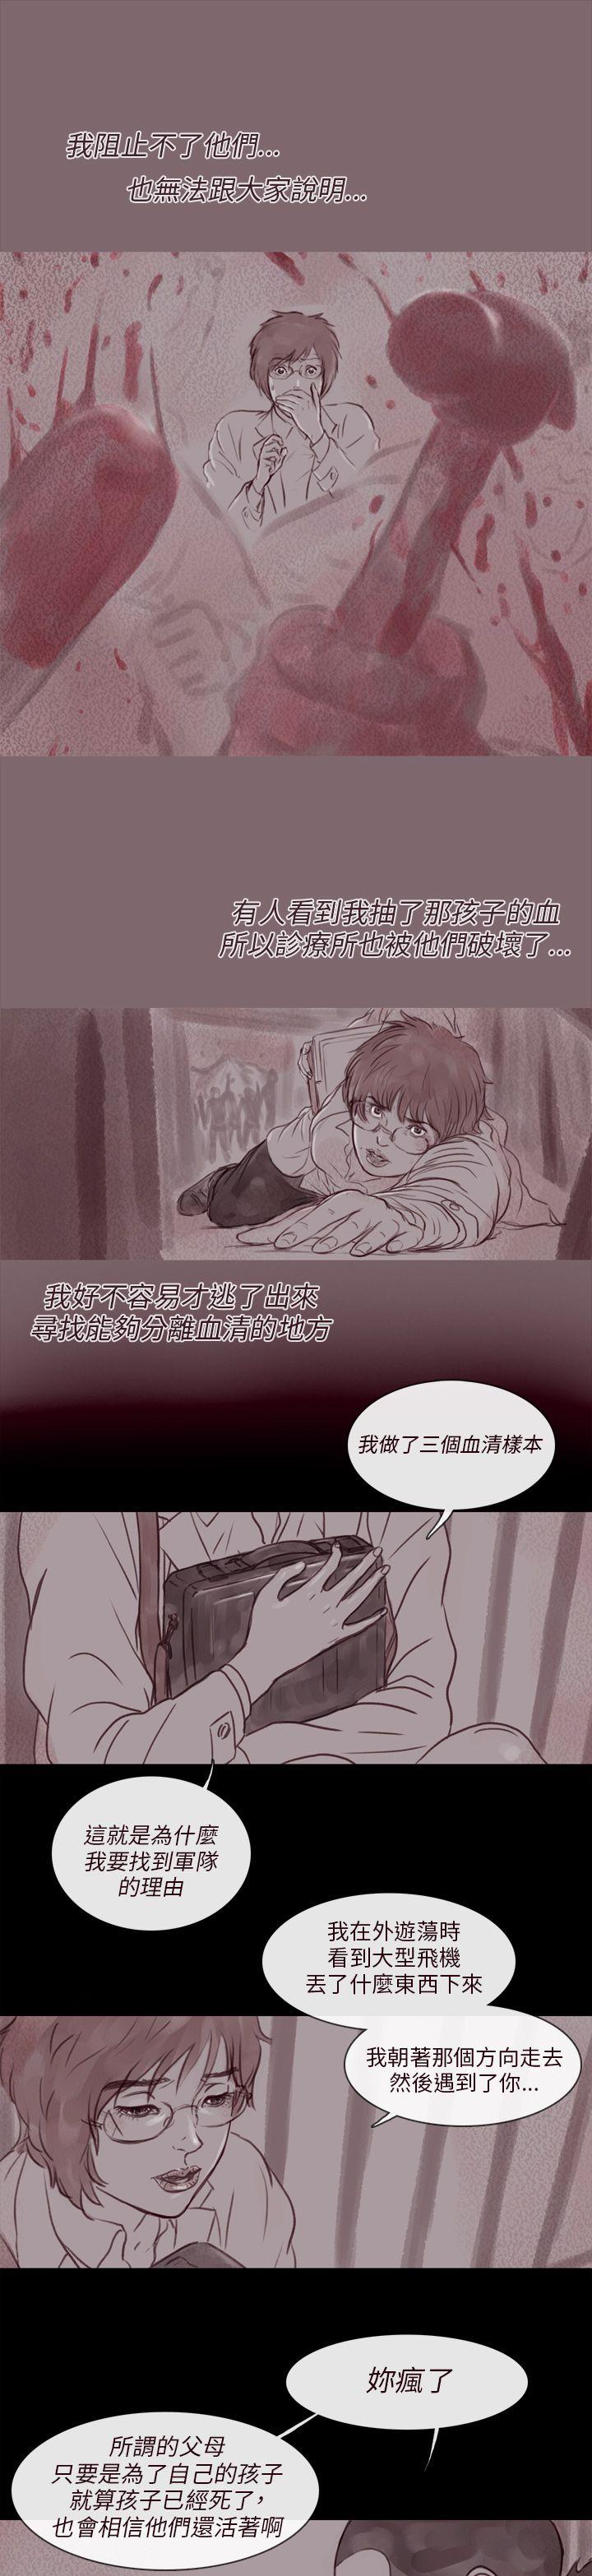 我阻止不了他們...
也無法跟大家說明...
有人看到我抽了那孩子的血
所以診療所也被他們破壞了...
我好不容易才逃了出來
尋找能夠分離血清的地方
我做了三個血清樣本
這就是為什麼
我要找到軍隊
的理由
我在外遊蕩時
看到大型飛機
丟了什麼東西下來
我朝著那個方向走去
然後遇到了你...
妳瘋了
所謂的父母
只要是為了自己的孩子
就算孩子已經死了，
也會相信他們還活著啊